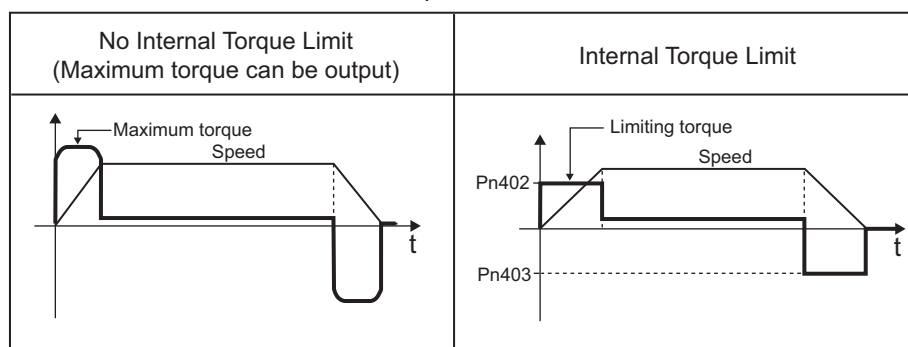 No Internal Torque Limit
(Maximum torque can be output)
Internal Torque Limit
Maximum torque
Speed
t
Limiting torque
Speed
Pn402
t
Pn403